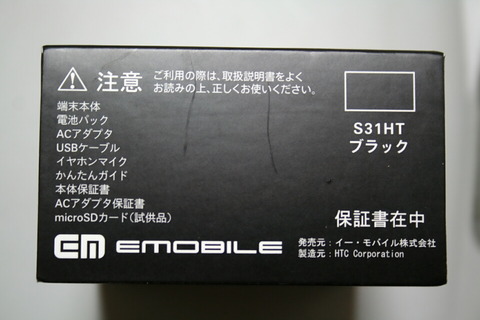 注意
ご利用の際は、取扱説明書をよく
お読みの上、正しくお使いください。
端末本体
電池パック
ACアダプタ
USBケーブル
イヤホンマイク
かんたんガイド
本体保証書
ACアダプタ保証書
microSDカード(試供品)
S31HT
ブラック
保証書在中
EM EMOBILE
発売元:イー・モバイル株式会社
製造元:HTC Corporation